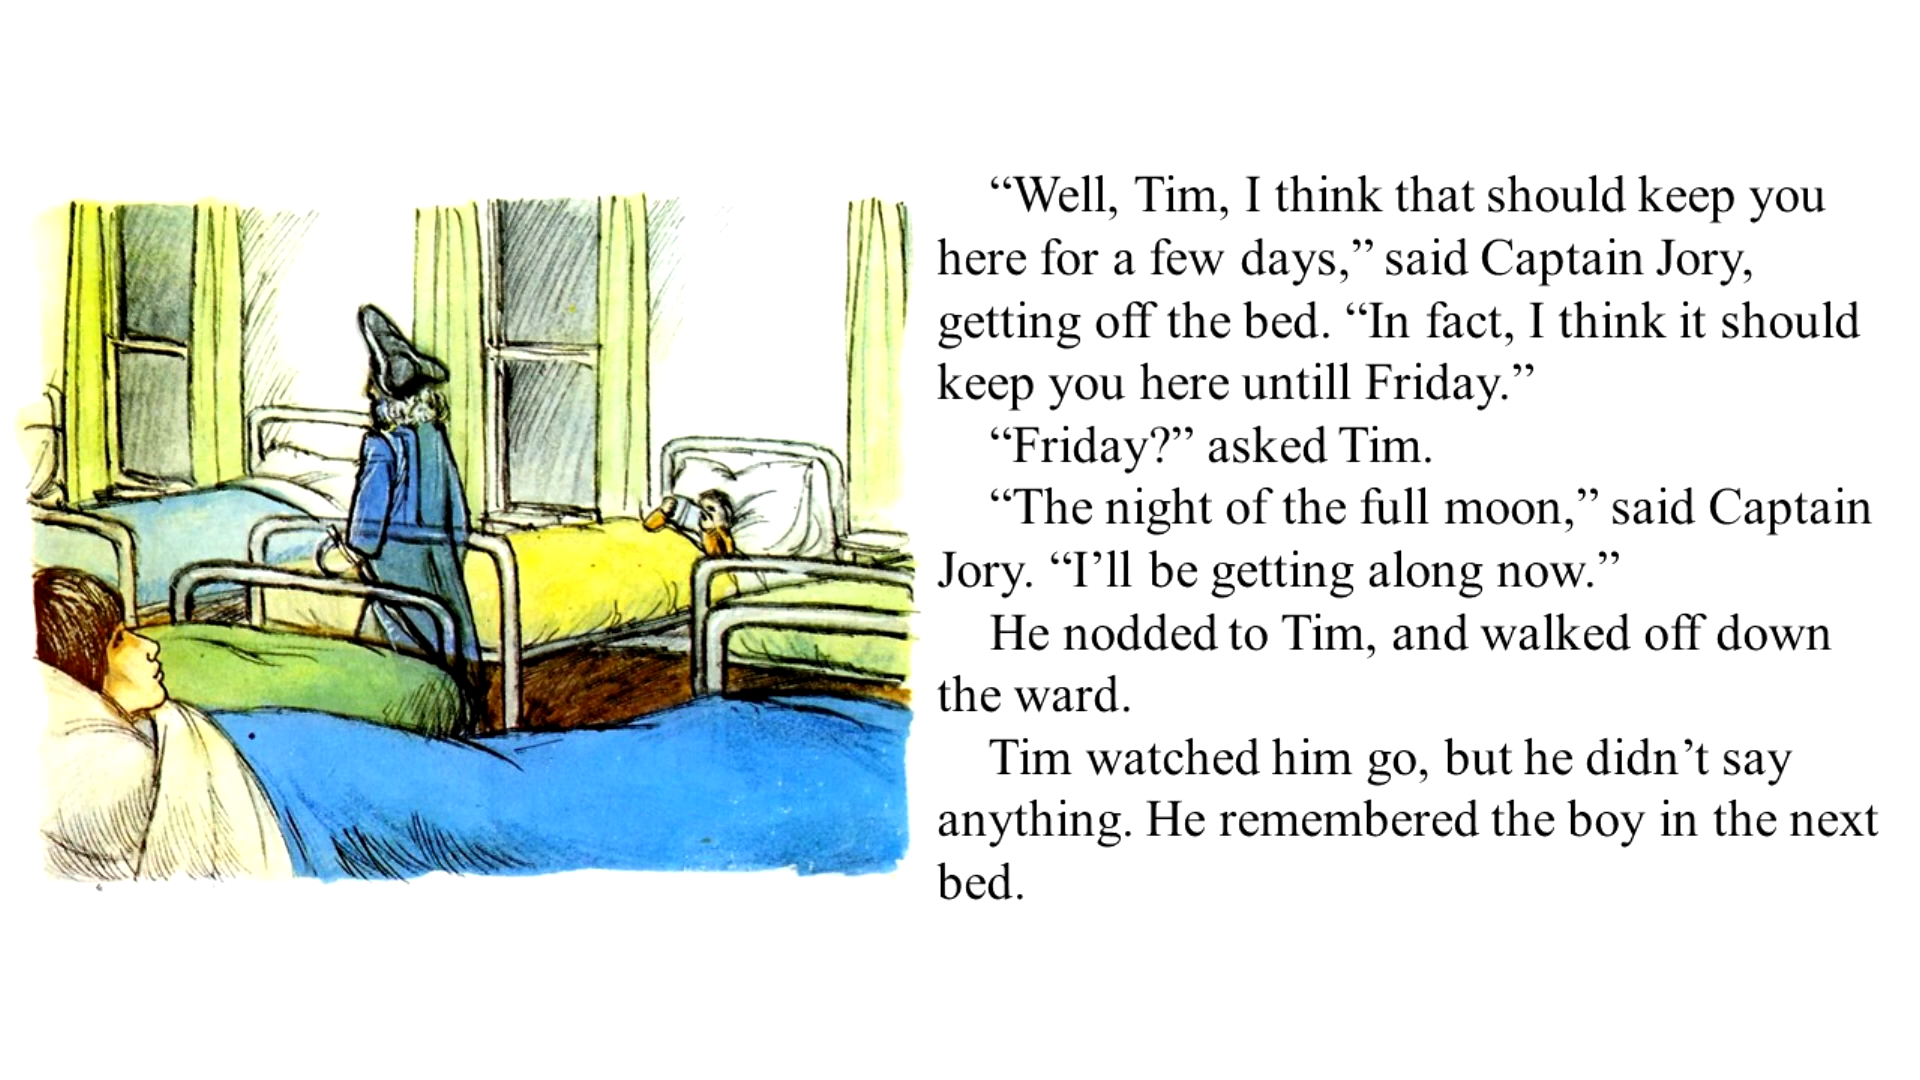 “Well, Tim, I think that should keep you
here for a few days,” said Captain Jory,
getting off the bed. “In fact, I think it should
keep you here untill Friday.”
“Friday?” asked Tim.
“The night of the full moon,” said Captain
Jory. “I’ll be getting along now.”
He nodded to Tim, and walked off down
the ward.
Tim watched him go, but he didn’t say
anything. He remembered the boy in the next
bed.